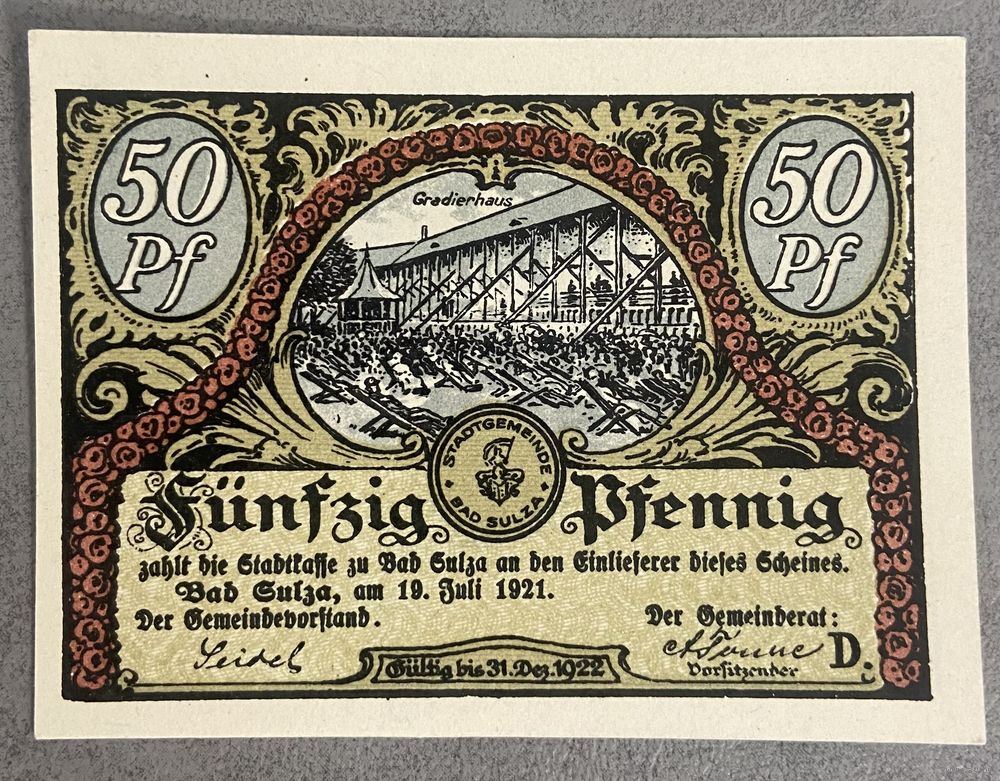 50
Pf
50
Pf
Gradierhaus
STADTGEMEINDE
BAD SULZA
Fünfzig Pfennig
zahlt die Stadtkasse zu Bad Sulza an den Einlieferer dieses Scheines.
Bad Sulza, am 19. Juli 1921.
Der Gemeindevorstand.
Der Gemeinderat:
Seidel
A Tonne D.
Vorsitzender
Gültig bis 31. Dez. 1922